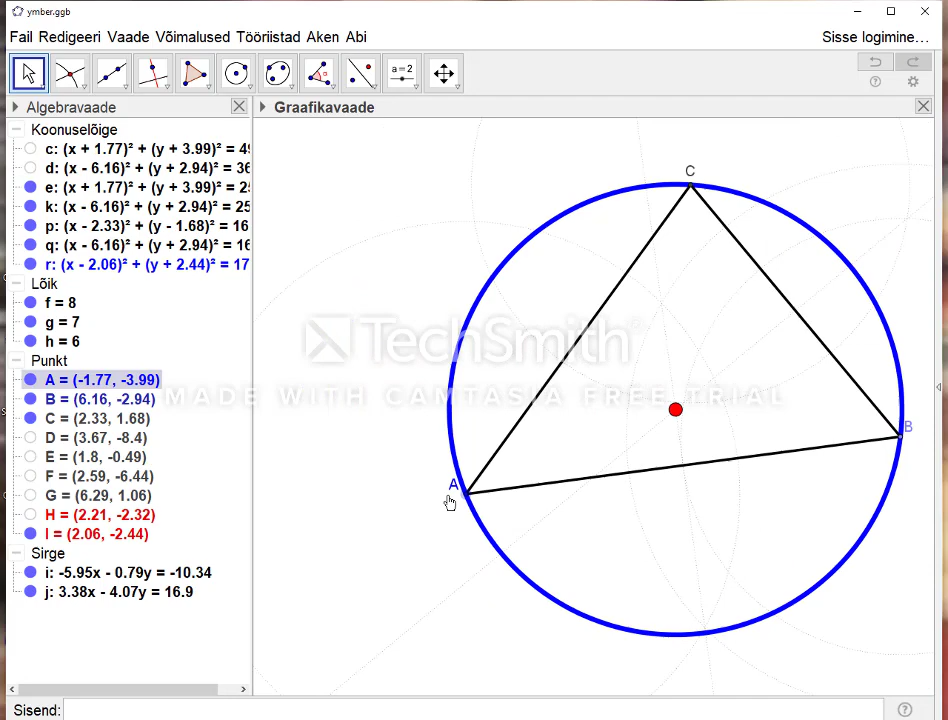 ymber.ggb
Fail Redigeeri Vaade Võimalused Tööriistad Aken Abi
Sisse logimine…
a = 2
Algebravaade
Graafikavaade
Koonuselõige
c: (x + 1.77)² + (y + 3.99)² = 49
d: (x - 6.16)² + (y + 2.94)² = 36
e: (x + 1.77)² + (y + 3.99)² = 25
k: (x - 6.16)² + (y + 2.94)² = 25
p: (x - 2.33)² + (y - 1.68)² = 16
q: (x - 6.16)² + (y + 2.94)² = 16
r: (x - 2.06)² + (y + 2.44)² = 17
Lõik
f = 8
g = 7
h = 6
Punkt
A = (-1.77, -3.99)
B = (6.16, -2.94)
C = (2.33, 1.68)
D = (3.67, -8.4)
E = (1.8, -0.49)
F = (2.59, -6.44)
G = (6.29, 1.06)
H = (2.21, -2.32)
I = (2.06, -2.44)
Sirge
i: -5.95x - 0.79y = -10.34
j: 3.38x - 4.07y = 16.9
C
TechSmith
MADE WITH CAMTASIA FREE TRIAL
B
A
Sisend: